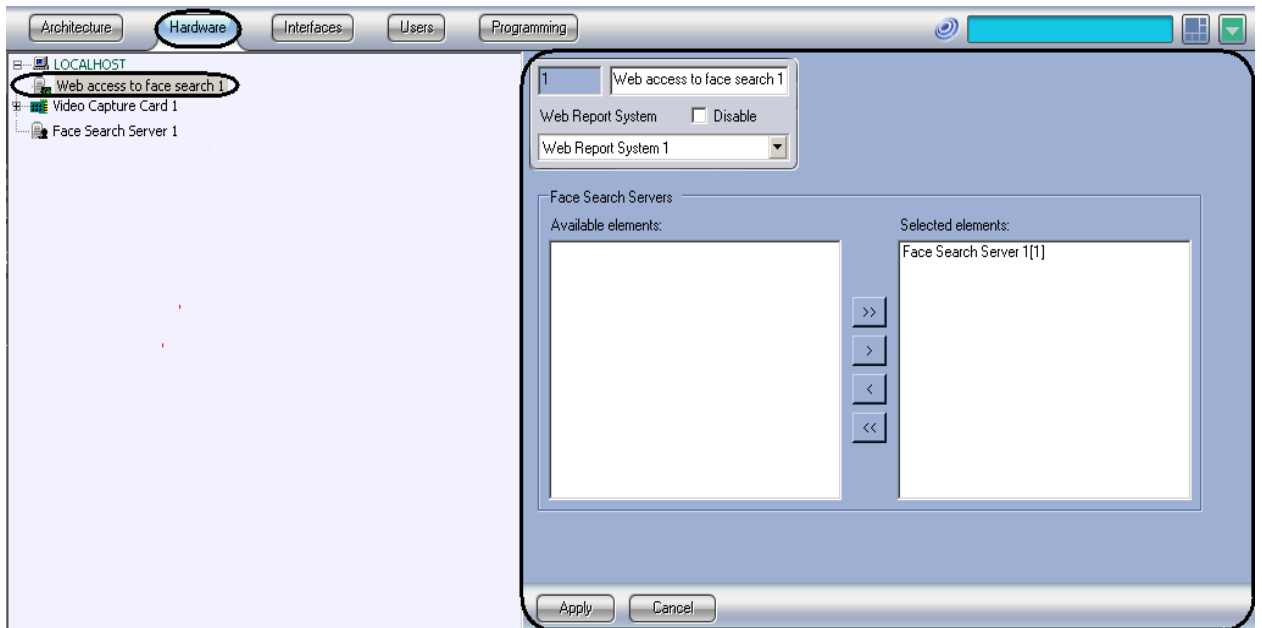 Architecture Hardware Interfaces Users Programming
LOCALHOST
Web access to face search 1
Video Capture Card 1
Face Search Server 1
1 Web access to face search 1
Web Report System Disable
Web Report System 1
Face Search Servers
Available elements: Selected elements:
Face Search Server 1[1]
>>
>
<
<<
Apply Cancel